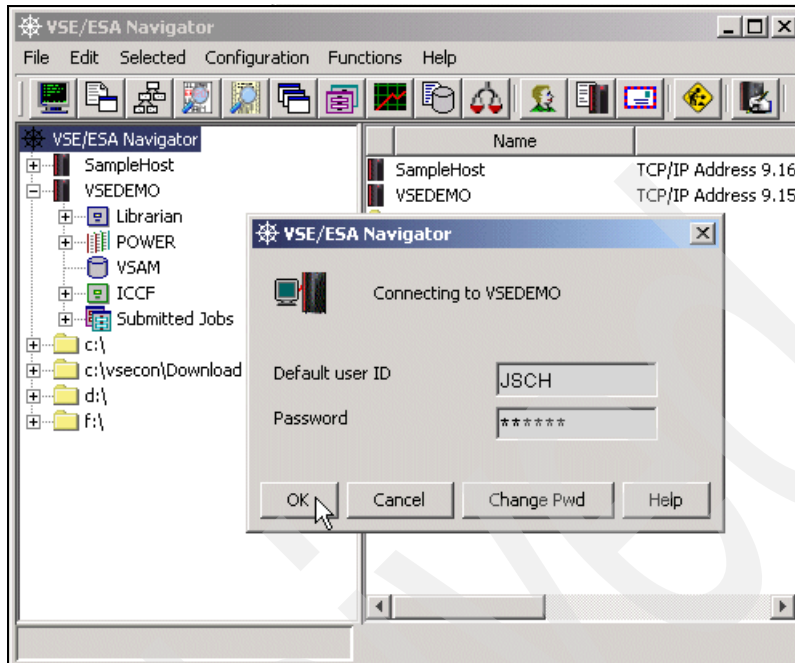 VSE/ESA Navigator
File Edit Selected Configuration Functions Help
VSE/ESA Navigator
SampleHost
VSEDEMO
Librarian
POWER
VSAM
ICCF
Submitted Jobs
c:\
c:\vsecon\Download
d:\
f:\
Name
SampleHost TCP/IP Address 9.16
VSEDEMO TCP/IP Address 9.15
VSE/ESA Navigator
Connecting to VSEDEMO
Default user ID JSCH
Password ******
OK Cancel Change Pwd Help